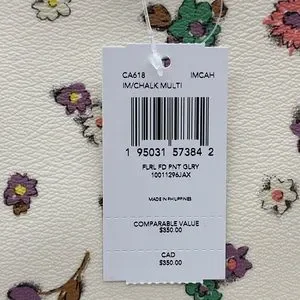 CA618 IMCAH
IM/CHALK MULTI
1 95031 57384 2
FLRL FD PNT GLRY
10011296JAX
MADE IN PHILIPPINES
COMPARABLE VALUE
$350.00
CAD
$350.00